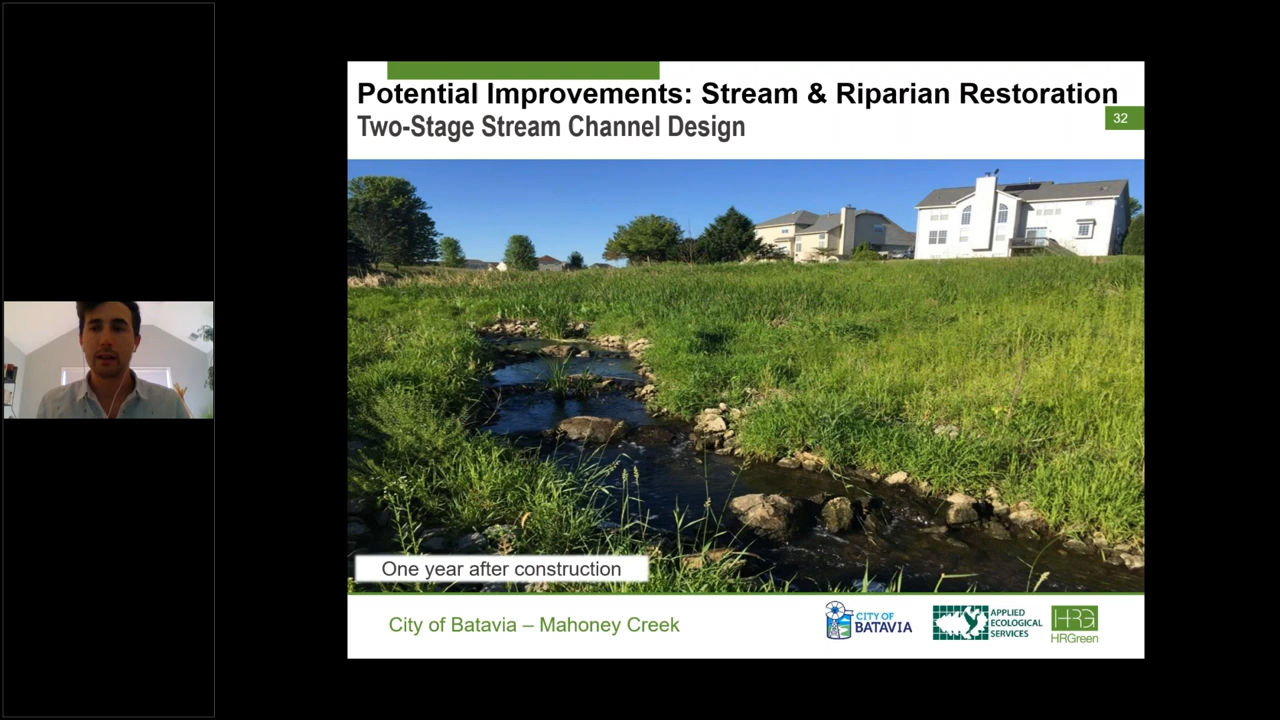 Potential Improvements: Stream & Riparian Restoration
32
Two-Stage Stream Channel Design
One year after construction
City of Batavia – Mahoney Creek
CITY OF
BATAVIA
APPLIED
ECOLOGICAL
SERVICES
HRG
HRGreen